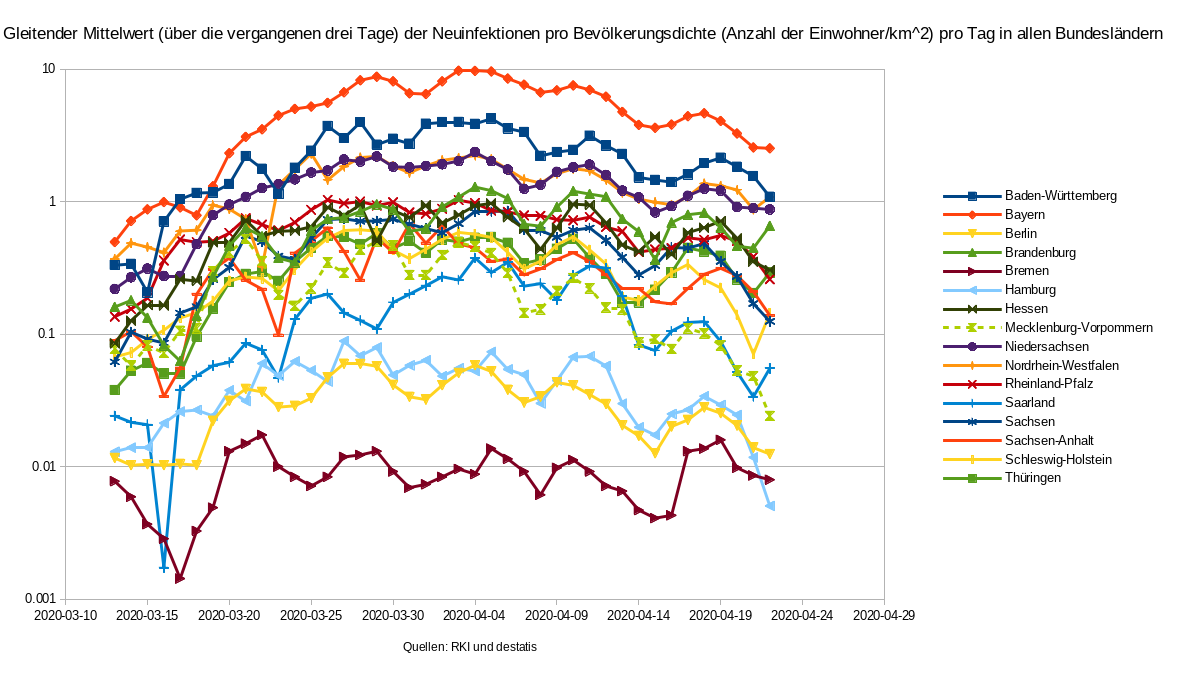 Gleitender Mittelwert (über die vergangenen drei Tage) der Neuinfektionen pro Bevölkerungsdichte (Anzahl der Einwohner/km^2) pro Tag in allen Bundesländern
10
1
0.1
0.01
0.001
2020-03-10 2020-03-15 2020-03-20 2020-03-25 2020-03-30 2020-04-04 2020-04-09 2020-04-14 2020-04-19 2020-04-24 2020-04-29
Quellen: RKI und destatis
Baden-Württemberg
Bayern
Berlin
Brandenburg
Bremen
Hamburg
Hessen
Mecklenburg-Vorpommern
Niedersachsen
Nordrhein-Westfalen
Rheinland-Pfalz
Saarland
Sachsen
Sachsen-Anhalt
Schleswig-Holstein
Thüringen